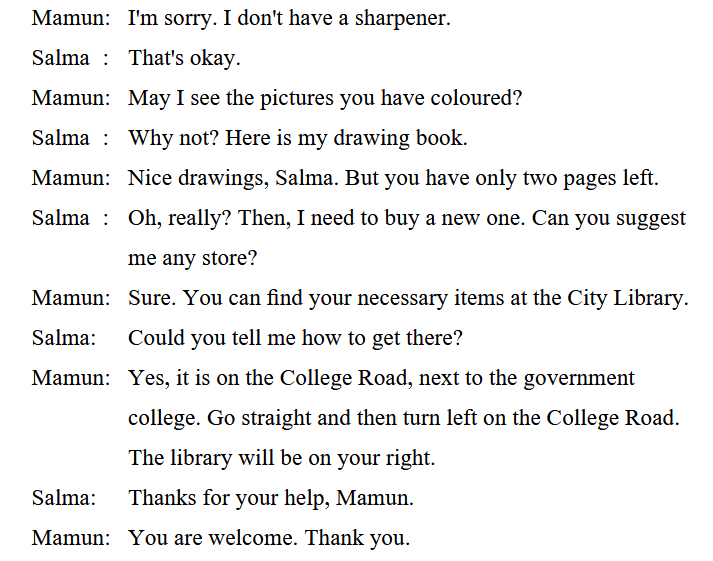 Mamun: I'm sorry. I don't have a sharpener.
Salma : That's okay.
Mamun: May I see the pictures you have coloured?
Salma : Why not? Here is my drawing book.
Mamun: Nice drawings, Salma. But you have only two pages left.
Salma : Oh, really? Then, I need to buy a new one. Can you suggest
me any store?
Mamun: Sure. You can find your necessary items at the City Library.
Salma: Could you tell me how to get there?
Mamun: Yes, it is on the College Road, next to the government
college. Go straight and then turn left on the College Road.
The library will be on your right.
Salma: Thanks for your help, Mamun.
Mamun: You are welcome. Thank you.